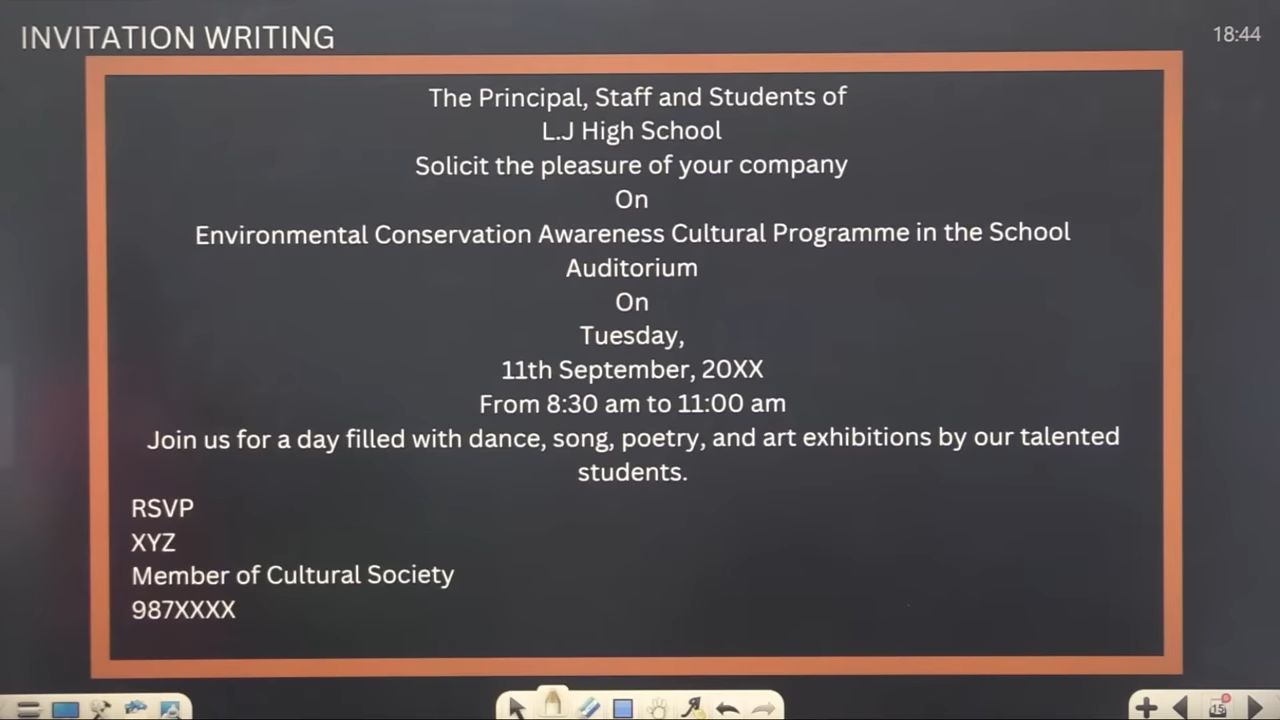 INVITATION WRITING
18:44
The Principal, Staff and Students of
L.J High School
Solicit the pleasure of your company
On
Environmental Conservation Awareness Cultural Programme in the School
Auditorium
On
Tuesday,
11th September, 20XX
From 8:30 am to 11:00 am
Join us for a day filled with dance, song, poetry, and art exhibitions by our talented
students.
RSVP
XYZ
Member of Cultural Society
987XXXX
15